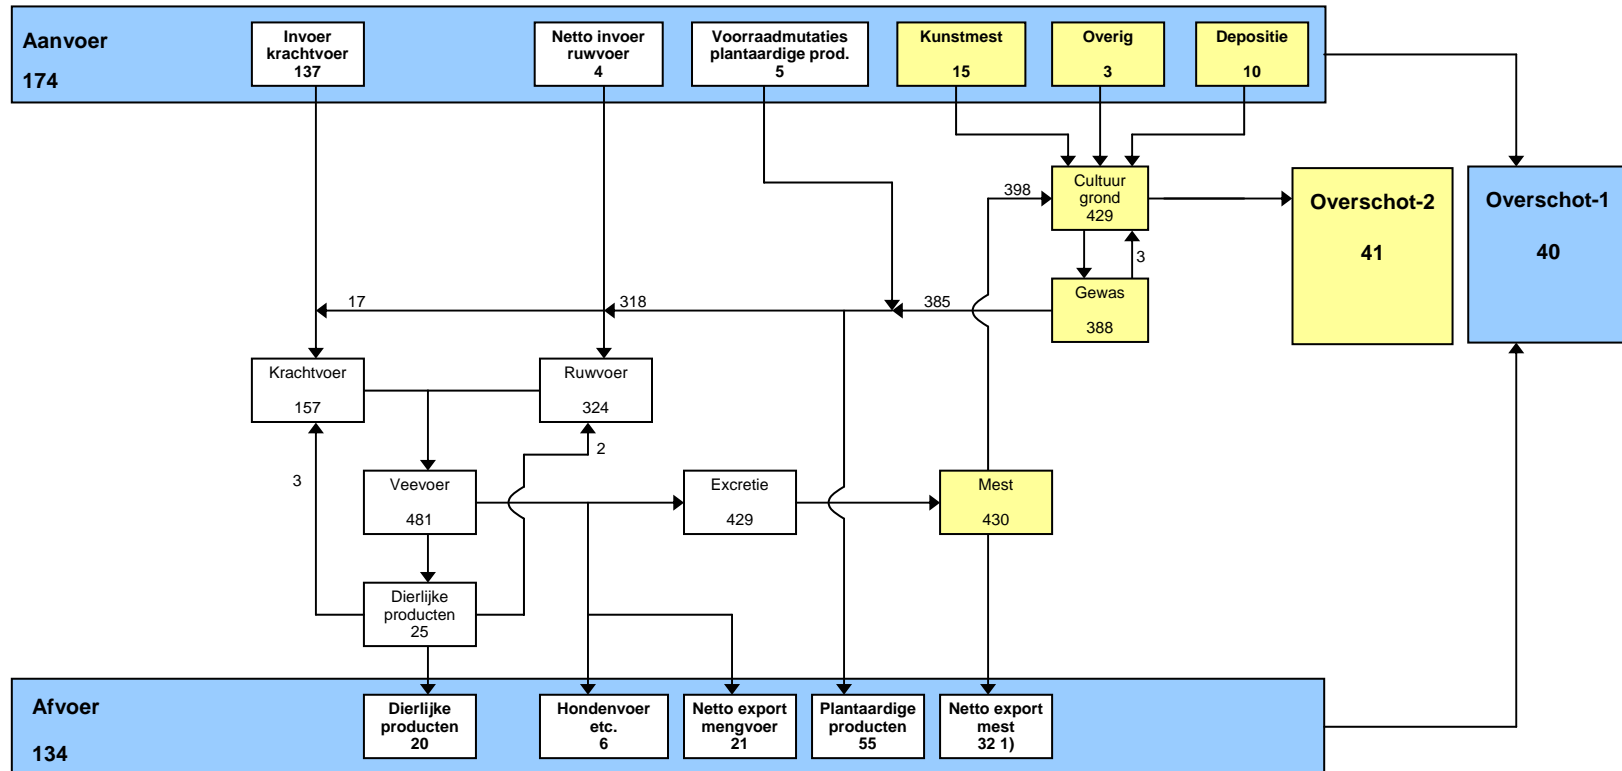 Aanvoer
174
Invoer
krachtvoer
137
Netto invoer
ruwvoer
4
Voorraadmutaties
plantaardige prod.
5
Kunstmest
15
Overig
3
Depositie
10
398
Cultuur
grond
429
Overschot-2
41
Overschot-1
40
3
17
318
385
Gewas
388
Krachtvoer
157
Ruwvoer
324
3
2
Veevoer
481
Excretie
429
Mest
430
Dierlijke
producten
25
Afvoer
134
Dierlijke
producten
20
Hondenvoer
etc.
6
Netto export
mengvoer
21
Plantaardige
producten
55
Netto export
mest
32 1)